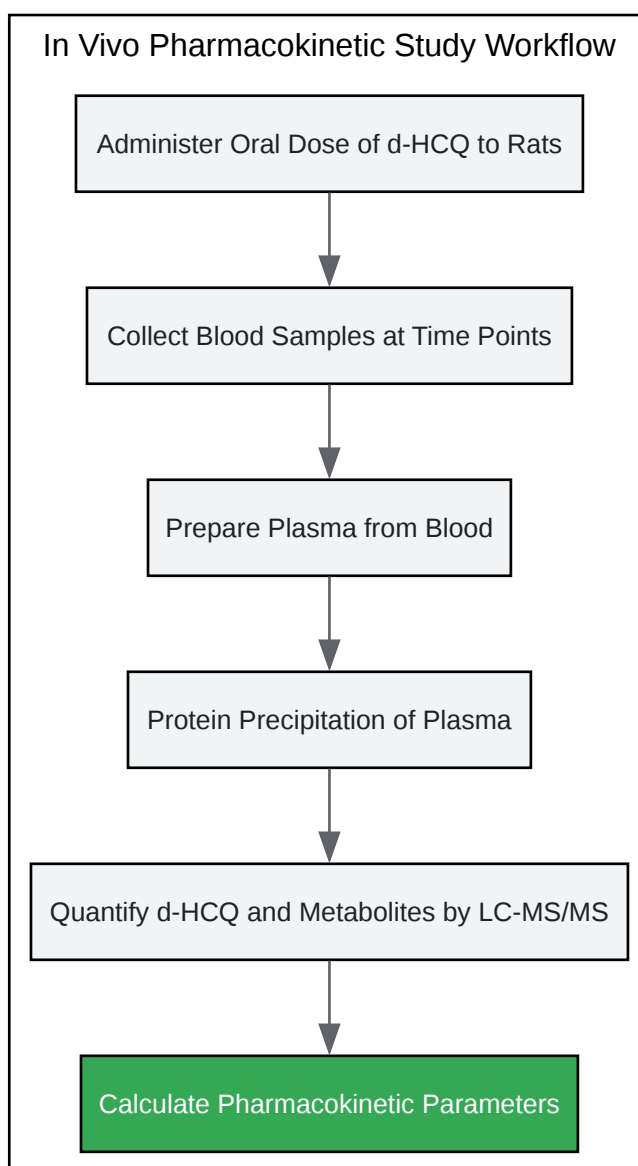 In Vivo Pharmacokinetic Study Workflow
Administer Oral Dose of d-HCQ to Rats
Collect Blood Samples at Time Points
Prepare Plasma from Blood
Protein Precipitation of Plasma
Quantify d-HCQ and Metabolites by LC-MS/MS
Calculate Pharmacokinetic Parameters